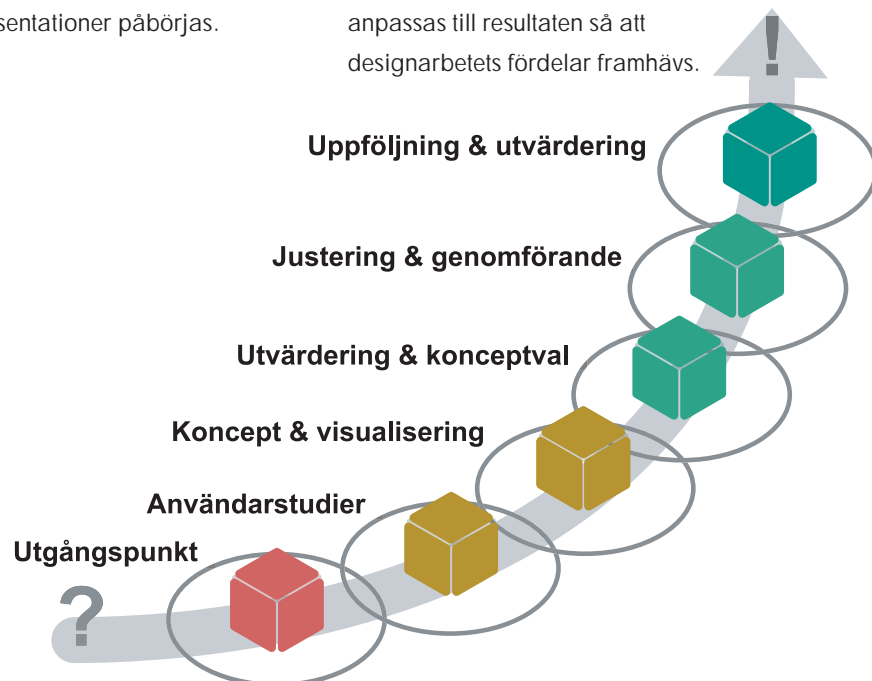 sentationer påbörjas.
anpassas till resultaten så att
designarbetets fördelar framhävs.
!
Uppföljning & utvärdering
Justering & genomförande
Utvärdering & konceptval
Koncept & visualisering
Användarstudier
Utgångspunkt
?